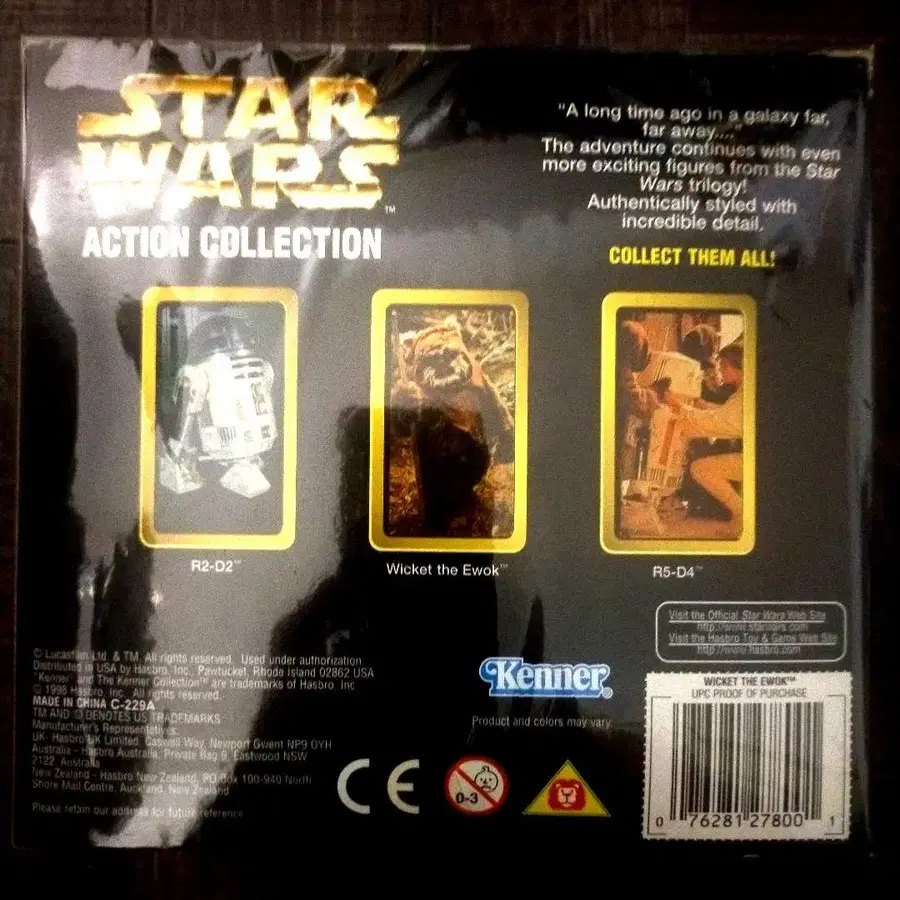 STAR
WARS™
ACTION COLLECTION
"A long time ago in a galaxy far,
far away...."
The adventure continues with even
more exciting figures from the Star
Wars trilogy!
Authentically styled with
incredible detail.
COLLECT THEM ALL!
R2-D2™
Wicket the Ewok™
R5-D4™
Visit the Official Star Wars Web Site
http://www.starwars.com
Visit the Hasbro Toy & Game Web Site
http://www.hasbro.com
© Lucasfilm Ltd. & TM. All rights reserved. Used under authorization.
Distributed in USA by Hasbro, Inc., Pawtucket, Rhode Island 02862 USA
"Kenner" and The Kenner Collection™ are trademarks of Hasbro, Inc.
© 1998 Hasbro, Inc. All rights reserved.
MADE IN CHINA C-229A
TM AND ® DENOTES US TRADEMARKS
Manufacturer's Representatives:
UK- Hasbro UK Limited, Caswell Way, Newport Gwent NP9 0YH
Australia - Hasbro Australia, Private Bag 6, Eastwood NSW
2122, Australia
New Zealand - Hasbro New Zealand, PO Box 100-940 North
Shore Mail Centre, Auckland, New Zealand
Please retain our address for future reference
Kenner®
Product and colors may vary.
CE
0-3
WICKET THE EWOK™
UPC PROOF OF PURCHASE
0 76281 27800 1